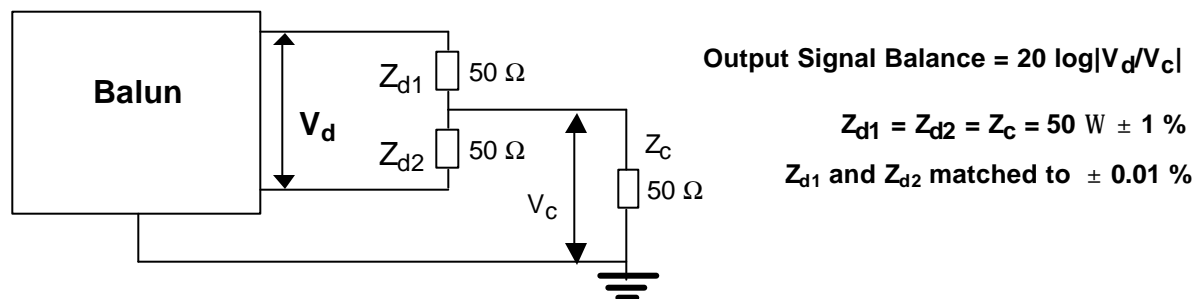 Balun
V_d
Z_d1
50 Ω
Z_d2
50 Ω
V_c
Z_c
50 Ω
Output Signal Balance = 20 log|V_d/V_c|
Z_d1 = Z_d2 = Z_c = 50 W ± 1 %
Z_d1 and Z_d2 matched to ± 0.01 %